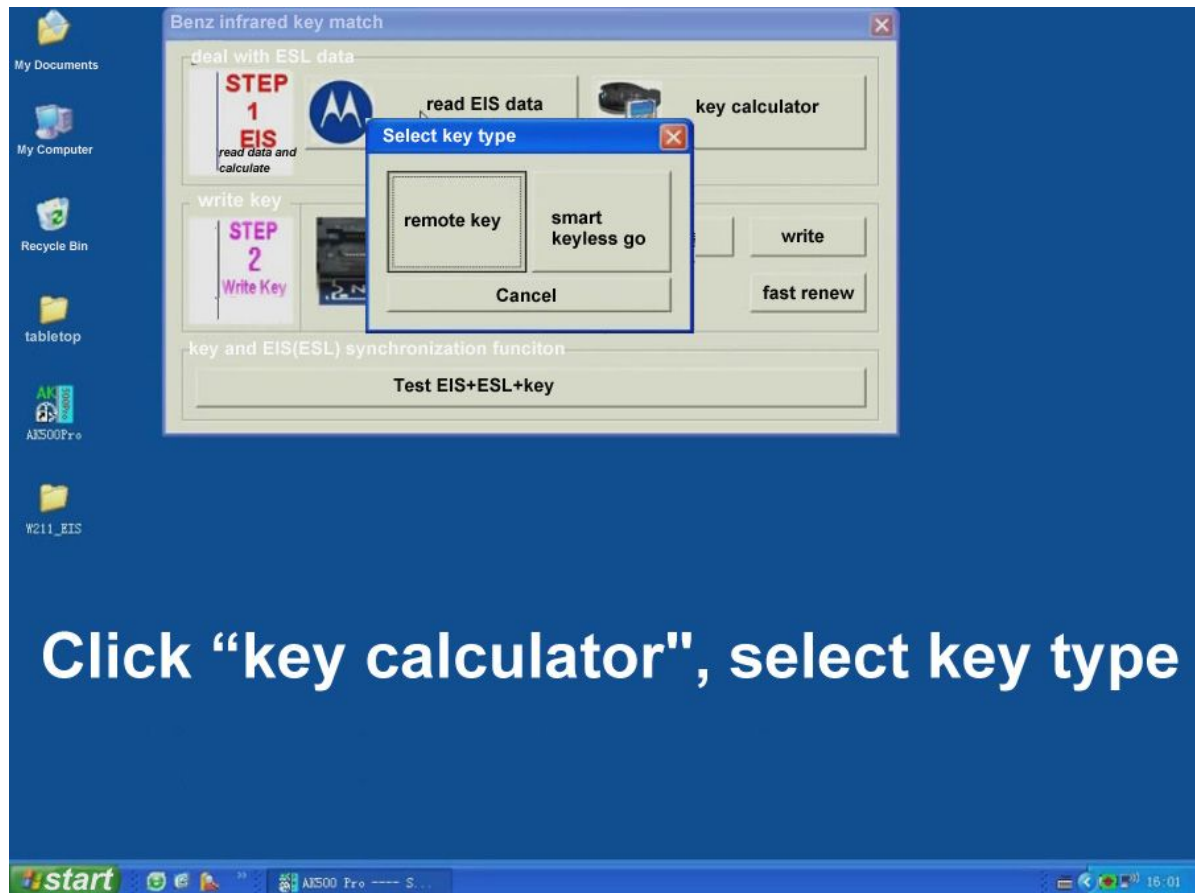 My Documents
My Computer
Recycle Bin
tabletop
AK500Pro
W211_EIS
Benz infrared key match
deal with ESL data
STEP
1
EIS
read data and
calculate
read EIS data
key calculator
Select key type
remote key
smart
keyless go
Cancel
write key
STEP
2
Write Key
write
fast renew
key and EIS(ESL) synchronization funciton
Test EIS+ESL+key
Click “key calculator", select key type
start
AK500 Pro ---- S...
16:01